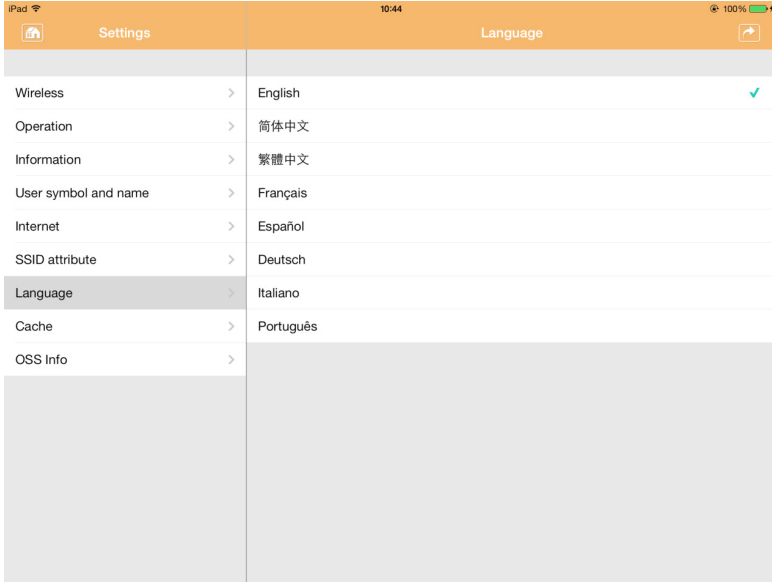 iPad 10:44 100%
Settings
Language
Wireless
Operation
Information
User symbol and name
Internet
SSID attribute
Language
Cache
OSS Info
English
简体中文
繁體中文
Français
Español
Deutsch
Italiano
Português